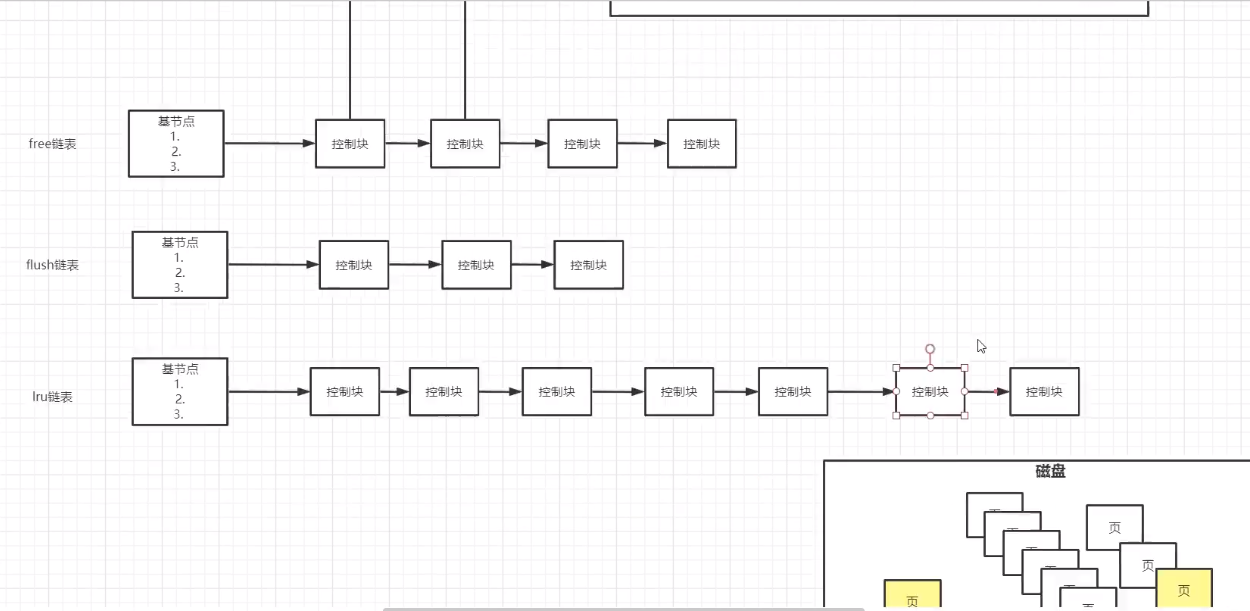 free链表
基节点
1.
2.
3.
控制块
控制块
控制块
控制块
flush链表
基节点
1.
2.
3.
控制块
控制块
控制块
lru链表
基节点
1.
2.
3.
控制块
控制块
控制块
控制块
控制块
控制块
控制块
磁盘
页
页
页
页